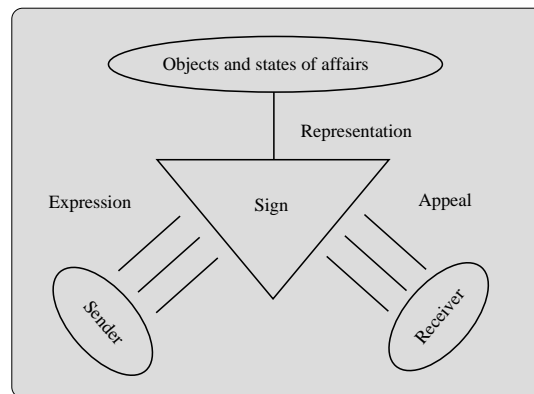 Objects and states of affairs
Representation
Expression
Sign
Appeal
Sender
Receiver